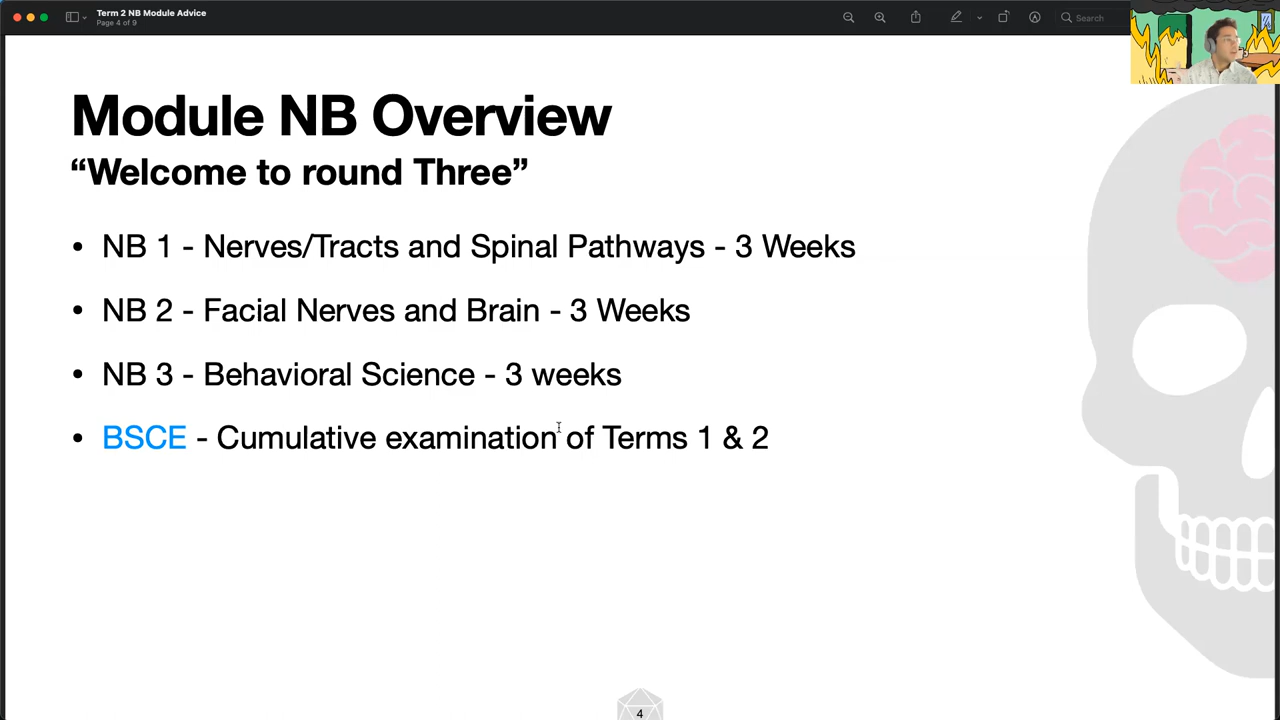 Term 2 NB Module Advice
Page 4 of 9
Search
Module NB Overview
“Welcome to round Three”
• NB 1 - Nerves/Tracts and Spinal Pathways - 3 Weeks
• NB 2 - Facial Nerves and Brain - 3 Weeks
• NB 3 - Behavioral Science - 3 weeks
• BSCE - Cumulative examination of Terms 1 & 2
4